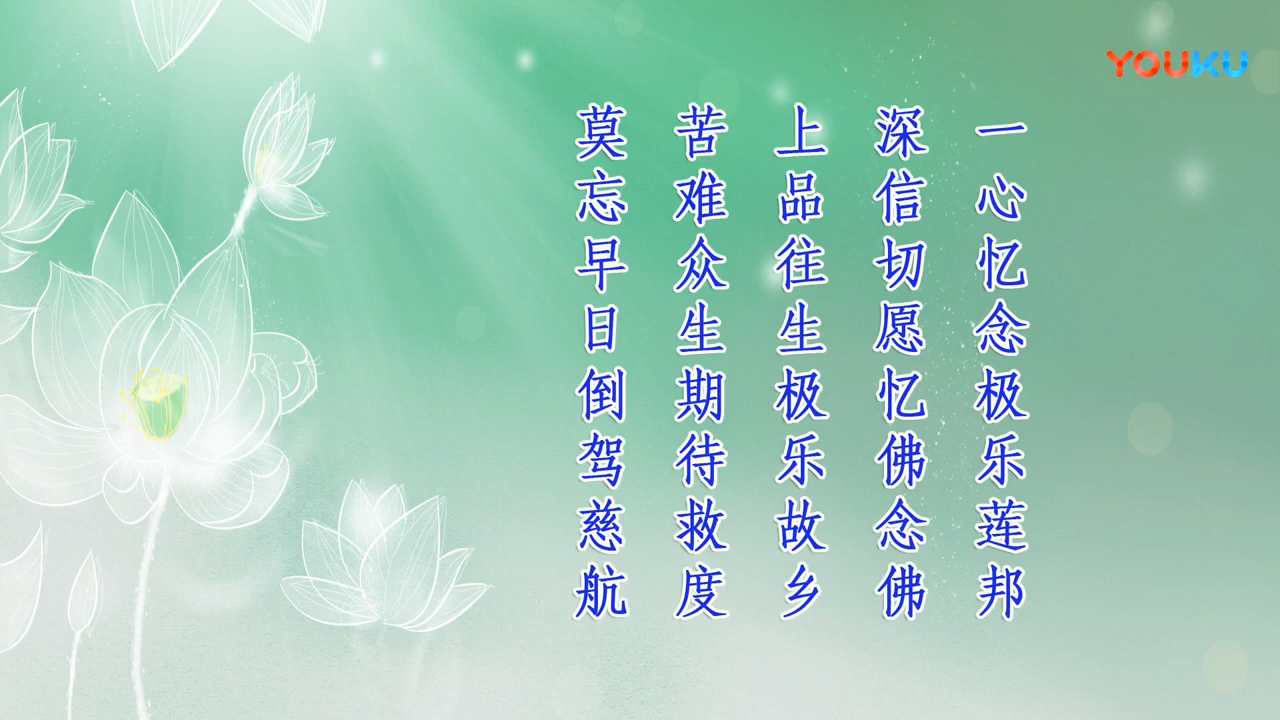 一心忆念极乐莲邦
深信切愿忆佛念佛
上品往生极乐故乡
苦难众生期待救度
莫忘早日倒驾慈航
YOUKU